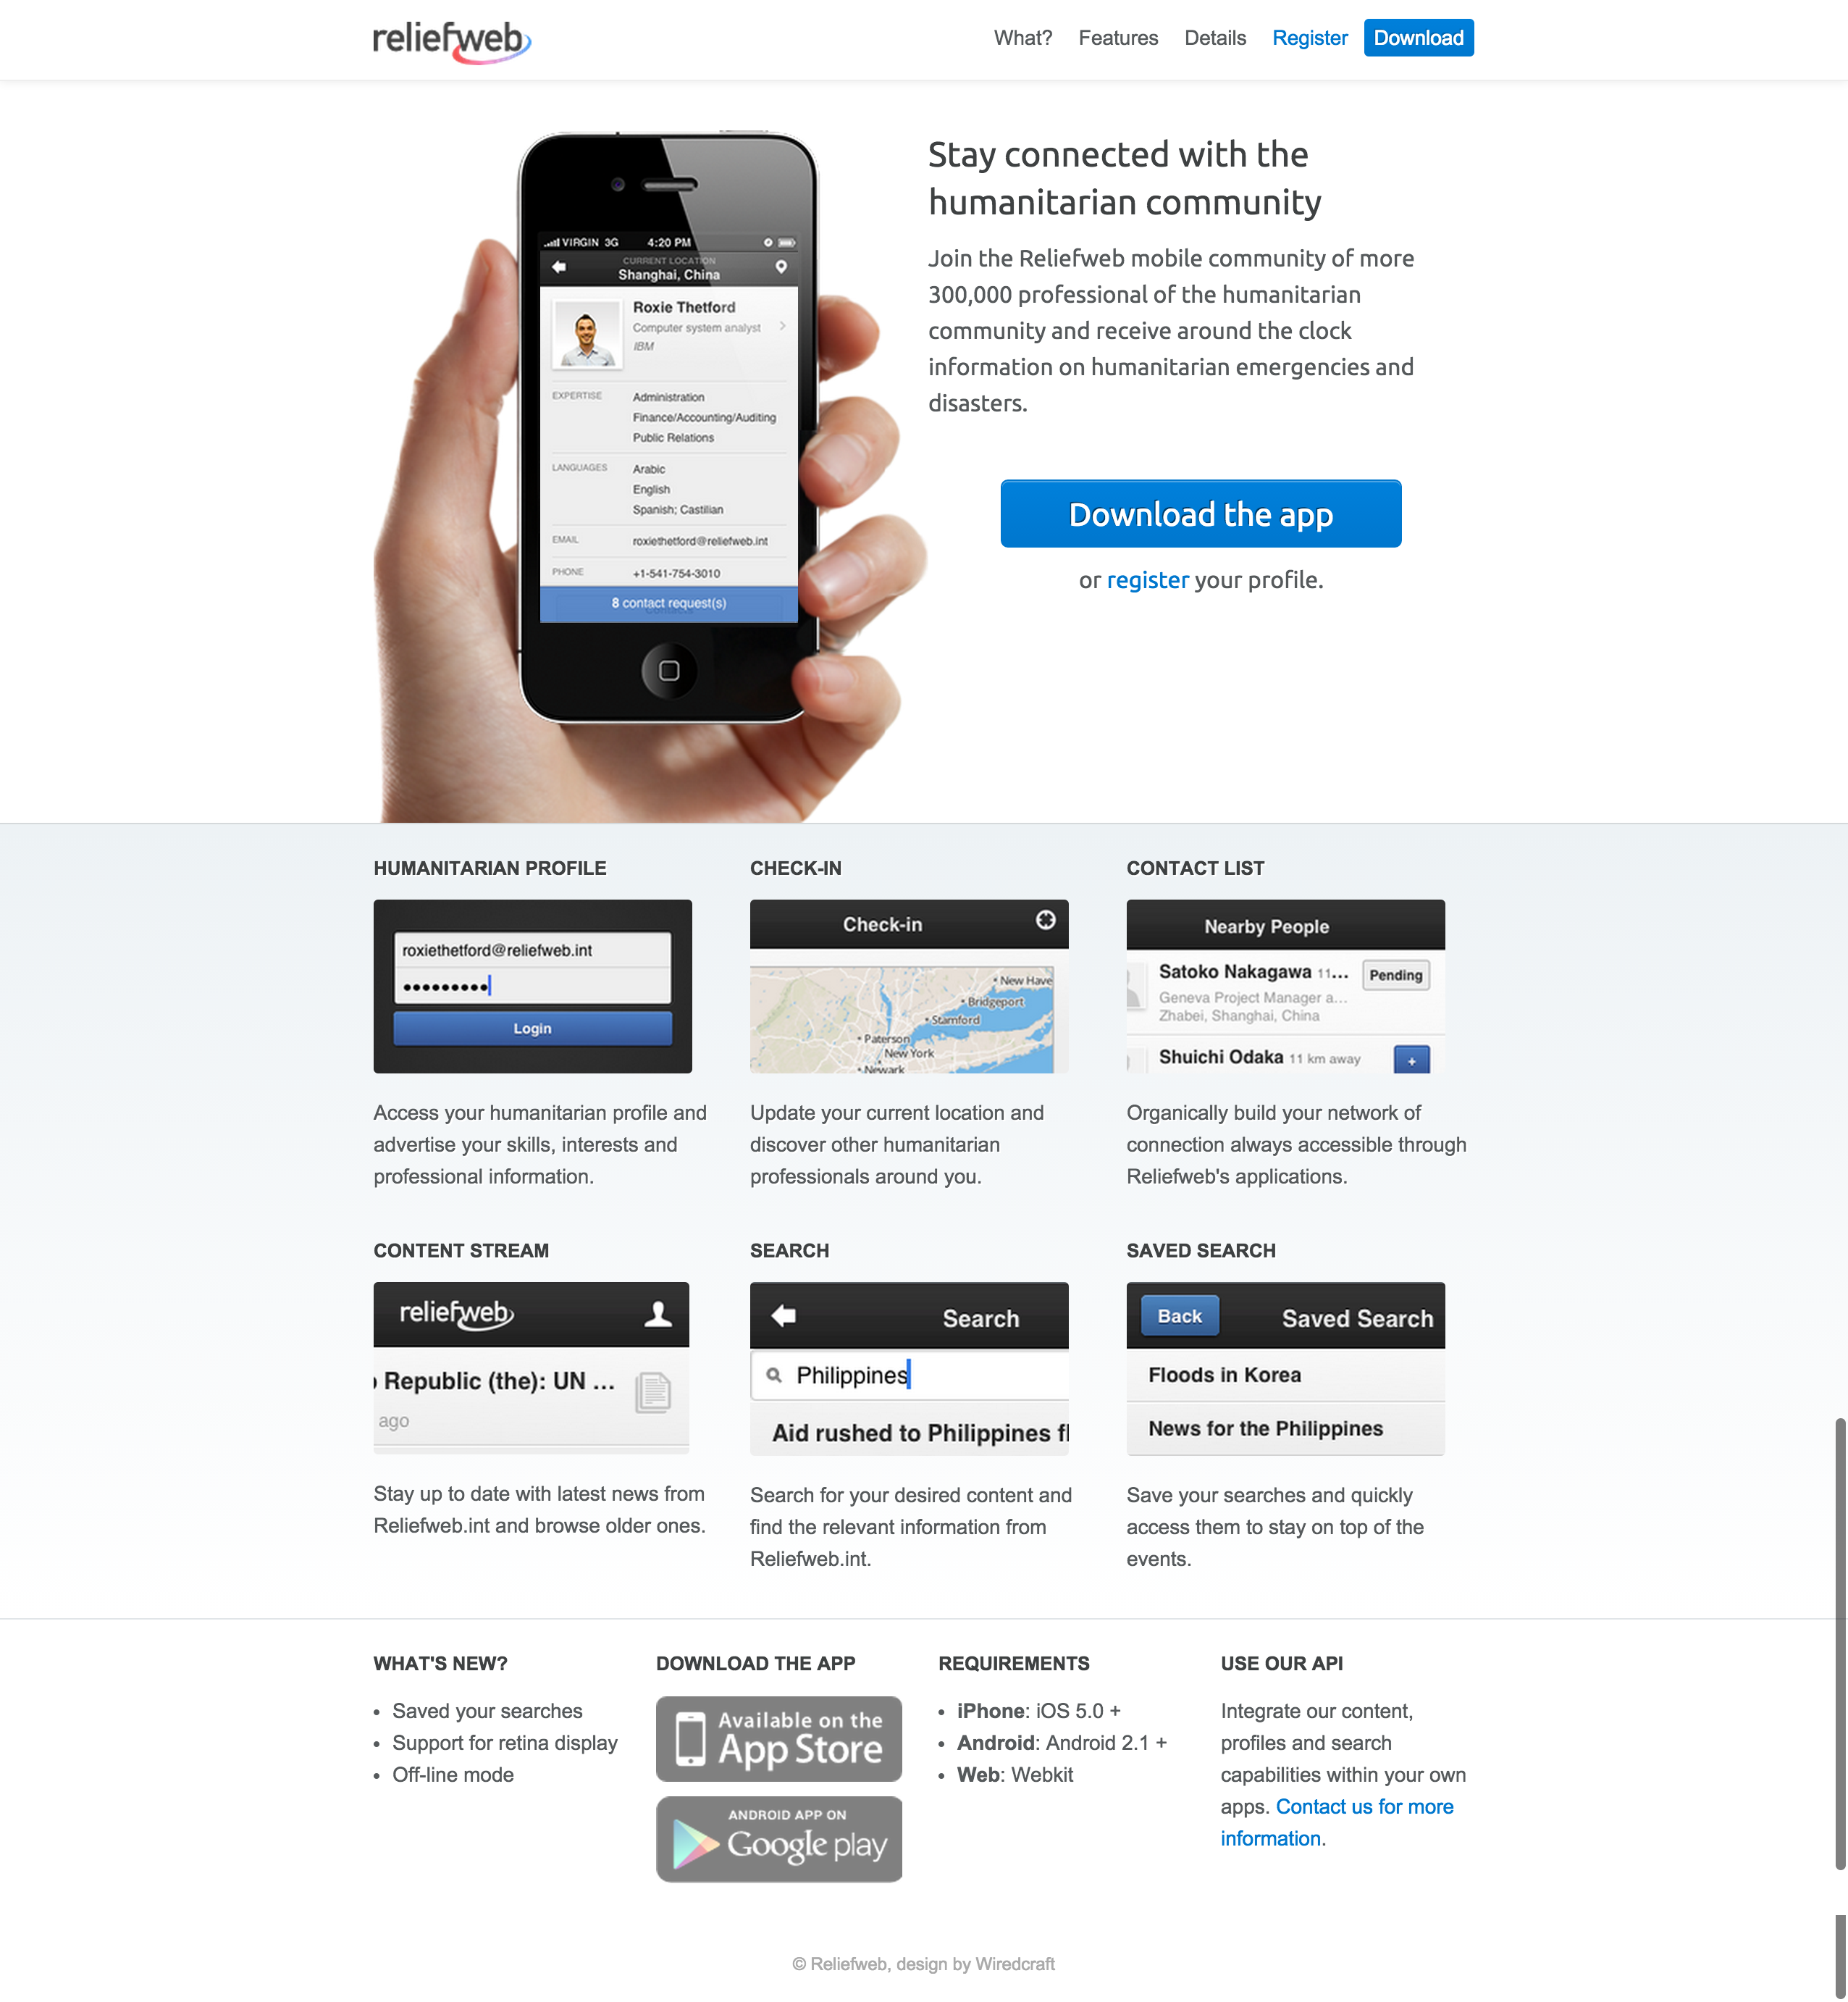 reliefweb
What? Features Details Register Download
Stay connected with the
humanitarian community
Join the Reliefweb mobile community of more
300,000 professional of the humanitarian
community and receive around the clock
information on humanitarian emergencies and
disasters.
Download the app
or register your profile.
VIRGIN 3G 4:20 PM
CURRENT LOCATION
Shanghai, China
Roxie Thetford
Computer system analyst
IBM
EXPERTISE Administration
Finance/Accounting/Auditing
Public Relations
LANGUAGES Arabic
English
Spanish; Castilian
EMAIL roxiethetford@reliefweb.int
PHONE +1-541-754-3010
8 contact request(s)
HUMANITARIAN PROFILE
roxiethetford@reliefweb.int
•••••••••
Login
Access your humanitarian profile and
advertise your skills, interests and
professional information.
CHECK-IN
Check-in
New Have
Bridgeport
Stamford
Paterson
New York
Newark
Update your current location and
discover other humanitarian
professionals around you.
CONTACT LIST
Nearby People
Satoko Nakagawa 11... Pending
Geneva Project Manager a...
Zhabei, Shanghai, China
Shuichi Odaka 11 km away +
Organically build your network of
connection always accessible through
Reliefweb's applications.
CONTENT STREAM
reliefweb
Republic (the): UN ...
ago
Stay up to date with latest news from
Reliefweb.int and browse older ones.
SEARCH
Search
Philippines
Aid rushed to Philippines fl
Search for your desired content and
find the relevant information from
Reliefweb.int.
SAVED SEARCH
Back Saved Search
Floods in Korea
News for the Philippines
Save your searches and quickly
access them to stay on top of the
events.
WHAT'S NEW?
• Saved your searches
• Support for retina display
• Off-line mode
DOWNLOAD THE APP
Available on the
App Store
ANDROID APP ON
Google play
REQUIREMENTS
• iPhone: iOS 5.0 +
• Android: Android 2.1 +
• Web: Webkit
USE OUR API
Integrate our content,
profiles and search
capabilities within your own
apps. Contact us for more
information.
© Reliefweb, design by Wiredcraft